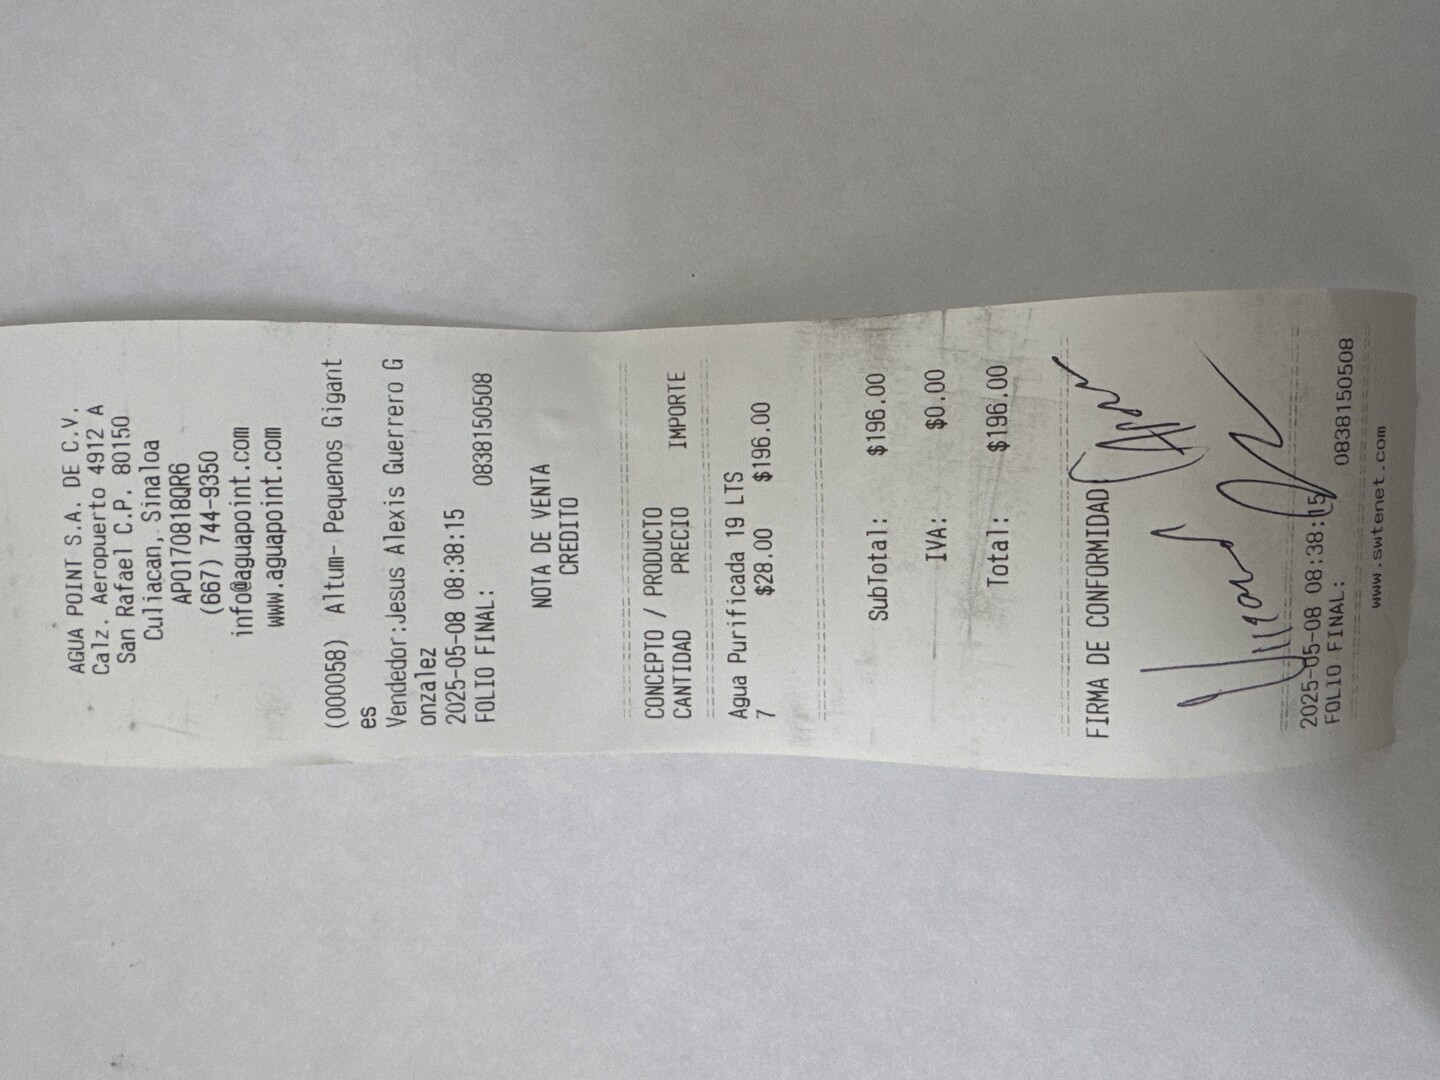 AGUA POINT S.A. DE C.V.
Calz. Aeropuerto 4912 A
San Rafael C.P. 80150
Culiacan, Sinaloa
APO170818QR6
(667) 744-9350
info@aguapoint.com
www.aguapoint.com
(000058) Altum- Pequenos Gigant
es
Vendedor:Jesus Alexis Guerrero G
onzalez
2025-05-08 08:38:15
FOLIO FINAL: 0838150508
NOTA DE VENTA
CREDITO
CONCEPTO / PRODUCTO
CANTIDAD PRECIO IMPORTE
Agua Purificada 19 LTS
7 $28.00 $196.00
SubTotal: $196.00
IVA: $0.00
Total: $196.00
FIRMA DE CONFORMIDAD
2025-05-08 08:38:15
FOLIO FINAL: 0838150508
www.swtenet.com